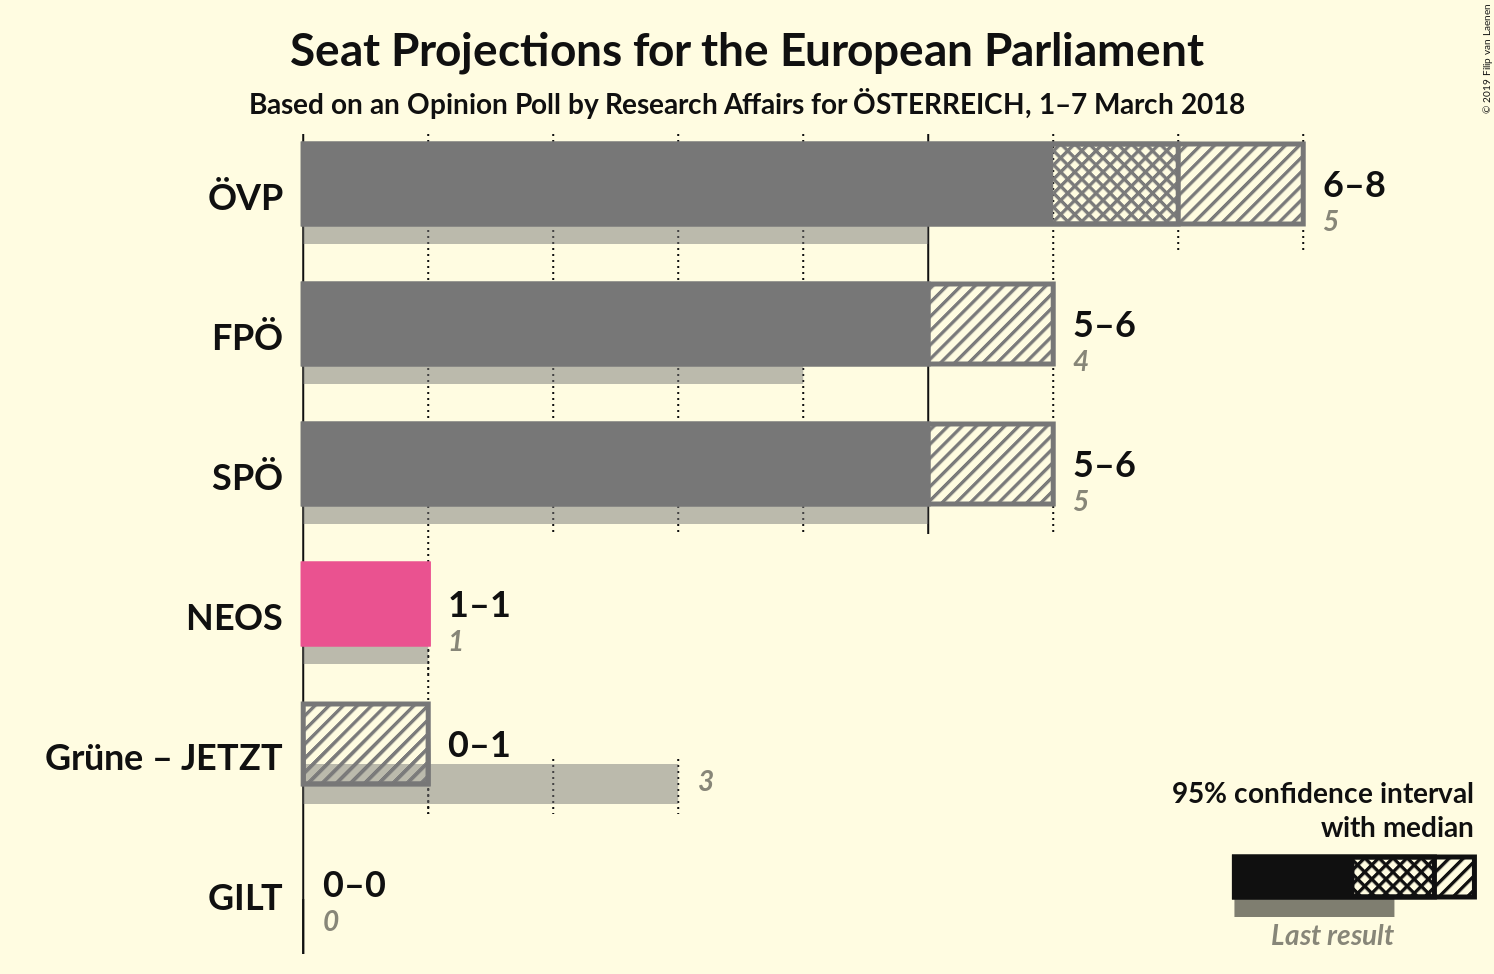 Seat Projections for the European Parliament
Based on an Opinion Poll by Research Affairs for ÖSTERREICH, 1–7 March 2018
© 2019 Filip van Laenen
ÖVP
6–8
5
FPÖ
5–6
4
SPÖ
5–6
5
NEOS
1–1
1
Grüne – JETZT
0–1
3
GILT
0–0
0
95% confidence interval
with median
Last result